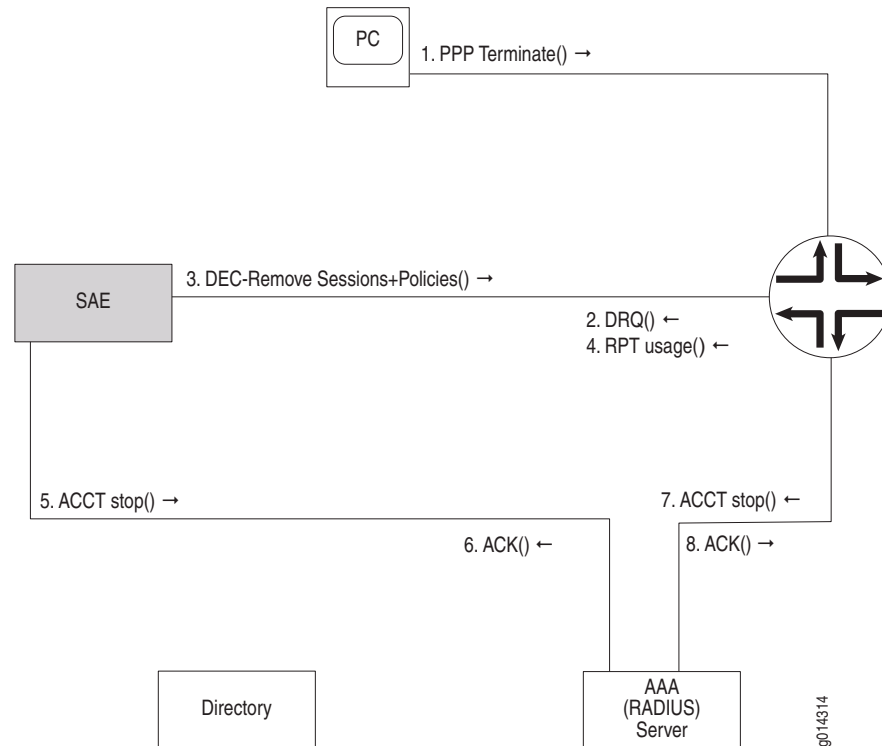 PC
1. PPP Terminate() →
3. DEC-Remove Sessions+Policies() →
SAE
2. DRQ() ←
4. RPT usage() ←
5. ACCT stop() →
7. ACCT stop() ←
6. ACK() ←
8. ACK() →
Directory
AAA
(RADIUS)
Server
g014314